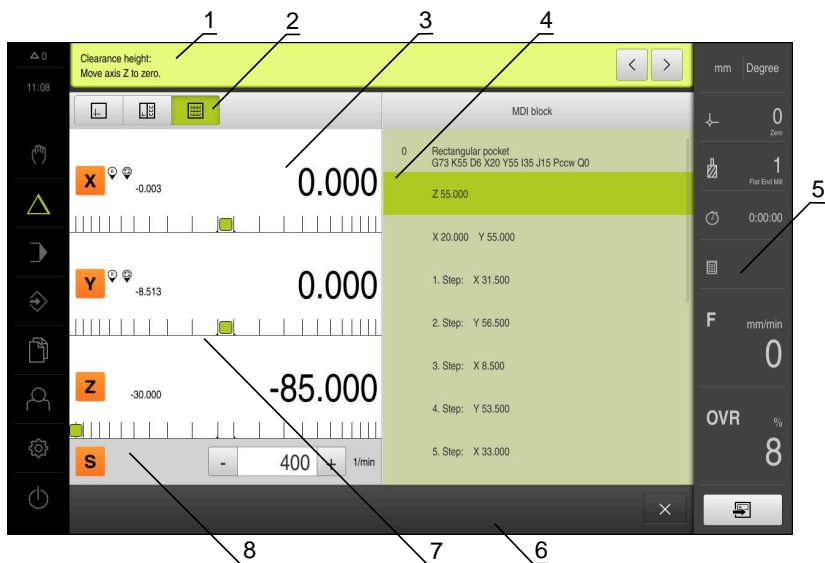 1
2
3
4
△ 0
11:08
Clearance height:
Move axis Z to zero.
< >
mm Degree
MDI block
0
Zero
1
Flat End Mill
0:00:00
F mm/min
0
OVR %
8
X R -0.003 0.000
Y R -8.513 0.000
Z -30.000 -85.000
S - 400 + 1/min
0 Rectangular pocket
G73 K55 D6 X20 Y55 I35 J15 Pccw Q0
Z 55.000
X 20.000 Y 55.000
1. Step: X 31.500
2. Step: Y 56.500
3. Step: X 8.500
4. Step: Y 53.500
5. Step: X 33.000
5
8
7
6